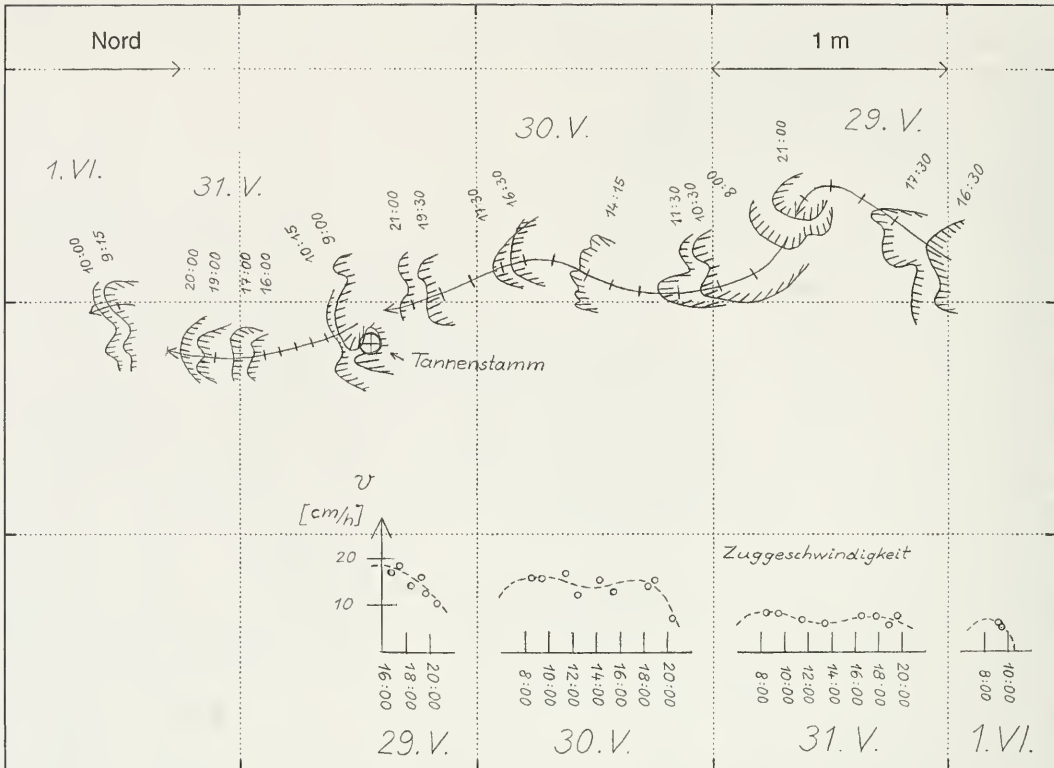 Nord
1 m
1. VI.
31. V.
30. V.
29. V.
10:00
9:15
20:00
19:00
17:00
16:00
10:15
9:00
21:00
19:30
17:30
16:30
14:15
11:30
10:30
8:00
21:00
17:30
16:30
Tannenstamm
v
[cm/h]
20
10
Zuggeschwindigkeit
16:00
18:00
20:00
8:00
10:00
12:00
14:00
16:00
18:00
20:00
8:00
10:00
12:00
14:00
16:00
18:00
20:00
8:00
10:00
29. V.
30. V.
31. V.
1. VI.